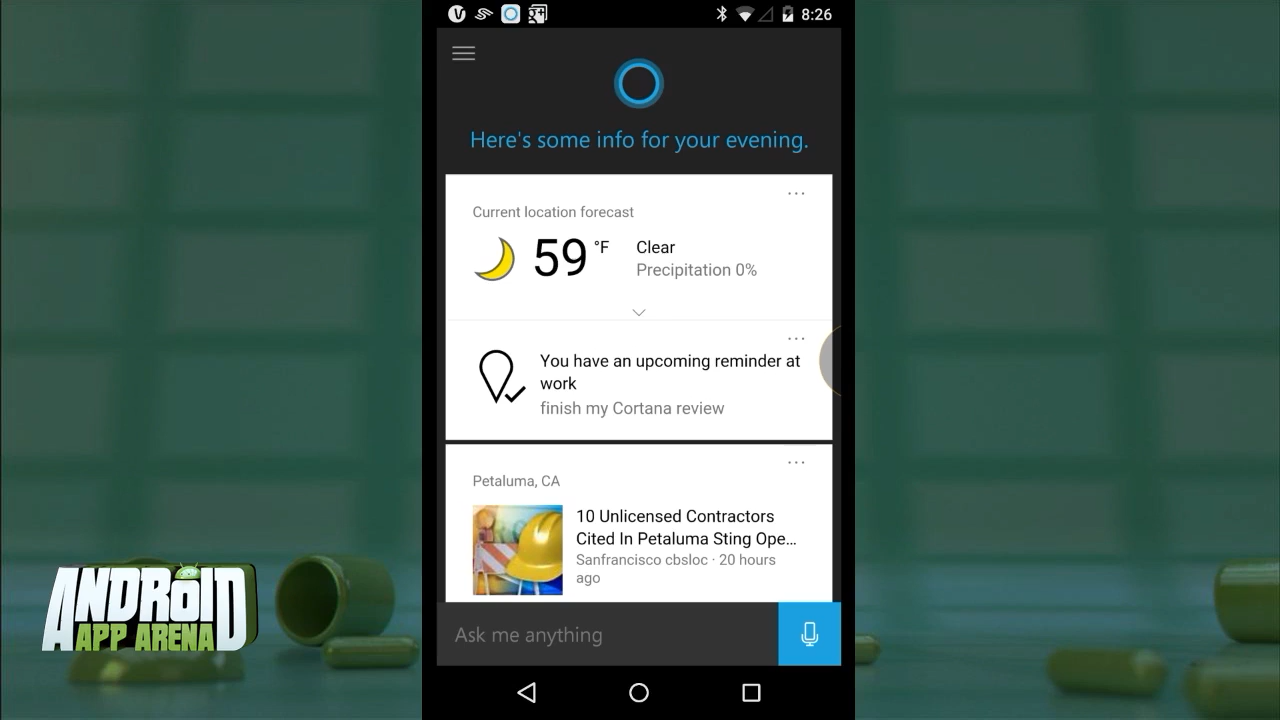 8:26
Here's some info for your evening.
Current location forecast
59 °F
Clear
Precipitation 0%
You have an upcoming reminder at
work
finish my Cortana review
Petaluma, CA
10 Unlicensed Contractors
Cited In Petaluma Sting Ope...
Sanfrancisco cbsloc · 20 hours
ago
Ask me anything
ANDROID
APP ARENA